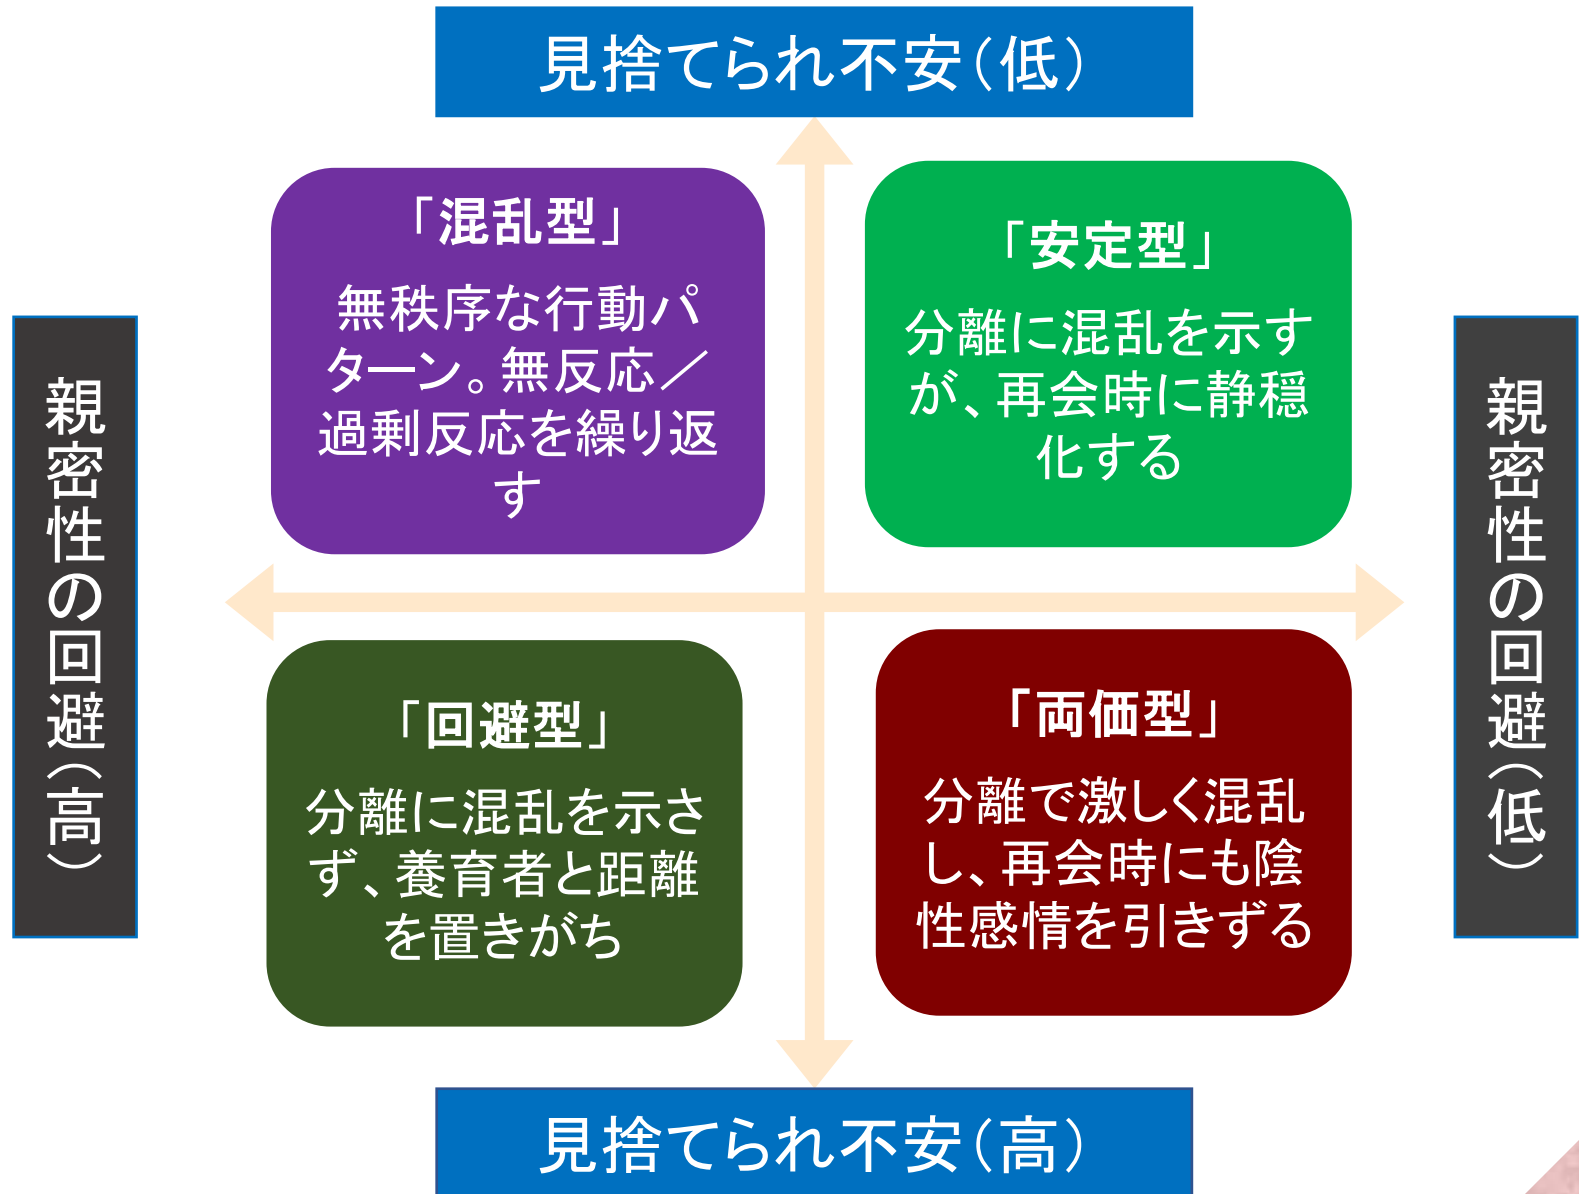 見捨てられ不安（低）
「混乱型」
無秩序な行動パ
ターン。無反応／
過剰反応を繰り返
す
「安定型」
分離に混乱を示す
が、再会時に静穏
化する
親密性の回避（高）
親密性の回避（低）
「回避型」
分離に混乱を示さ
ず、養育者と距離
を置きがち
「両価型」
分離で激しく混乱
し、再会時にも陰
性感情を引きずる
見捨てられ不安（高）